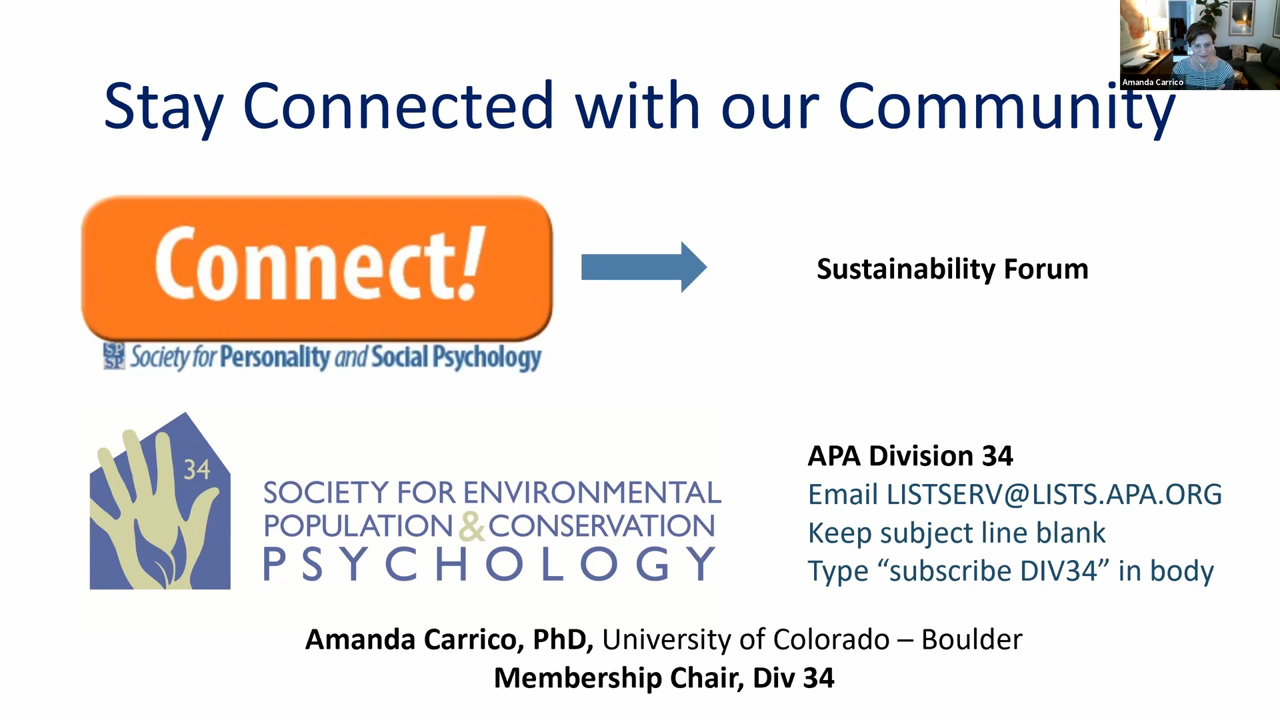 Amanda Carrico
Stay Connected with our Community
Connect!
SP
SP
Society for Personality and Social Psychology
Sustainability Forum
34
SOCIETY FOR ENVIRONMENTAL
POPULATION & CONSERVATION
PSYCHOLOGY
APA Division 34
Email LISTSERV@LISTS.APA.ORG
Keep subject line blank
Type “subscribe DIV34” in body
Amanda Carrico, PhD, University of Colorado – Boulder
Membership Chair, Div 34